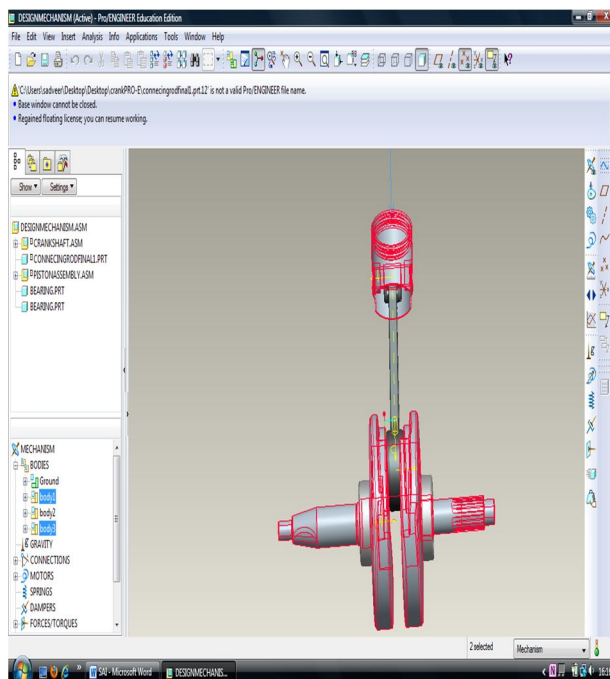 DESIGNMECHANISM (Active) - Pro/ENGINEER Education Edition
File Edit View Insert Analysis Info Applications Tools Window Help
C:\Users\sadveer\Desktop\Desktop\crankPRO-E\connecingrodfinal1.prt.12' is not a valid Pro/ENGINEER file name.
• Base window cannot be closed.
• Regained floating license; you can resume working.
Show Settings
DESIGNMECHANISM.ASM
CRANKSHAFT.ASM
CONNECINGRODFINAL1.PRT
PISTONASSEMBLY.ASM
BEARING.PRT
BEARING.PRT
MECHANISM
BODIES
Ground
body1
body2
body3
GRAVITY
CONNECTIONS
MOTORS
SPRINGS
DAMPERS
FORCES/TORQUES
2 selected Mechanism
SAI - Microsoft Word DESIGNMECHANIS...